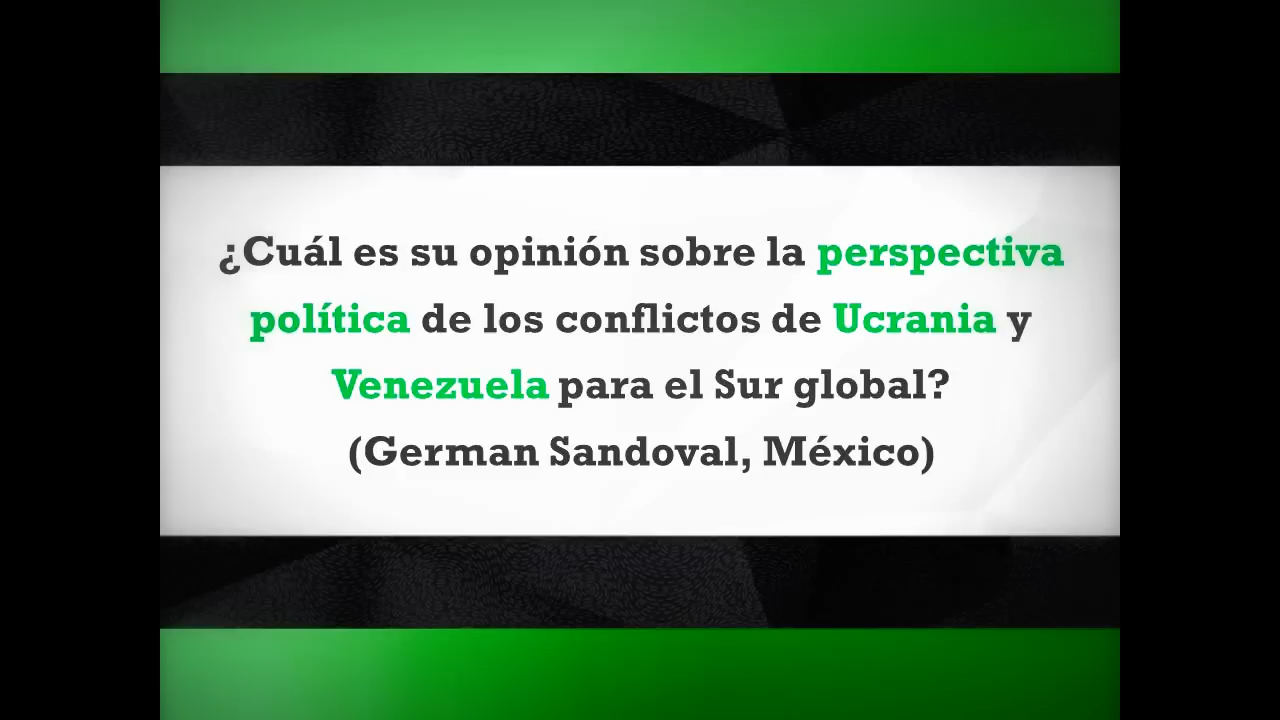 ¿Cuál es su opinión sobre la perspectiva
política de los conflictos de Ucrania y
Venezuela para el Sur global?
(German Sandoval, México)